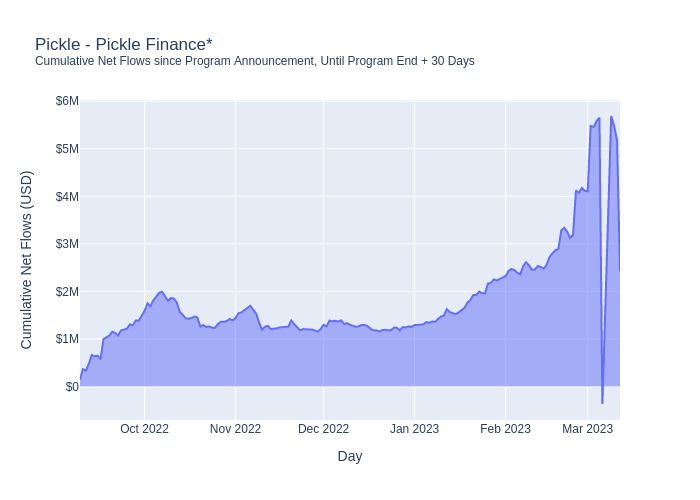 Pickle - Pickle Finance*
Cumulative Net Flows since Program Announcement, Until Program End + 30 Days
Cumulative Net Flows (USD)
$6M
$5M
$4M
$3M
$2M
$1M
$0
Oct 2022 Nov 2022 Dec 2022 Jan 2023 Feb 2023 Mar 2023
Day